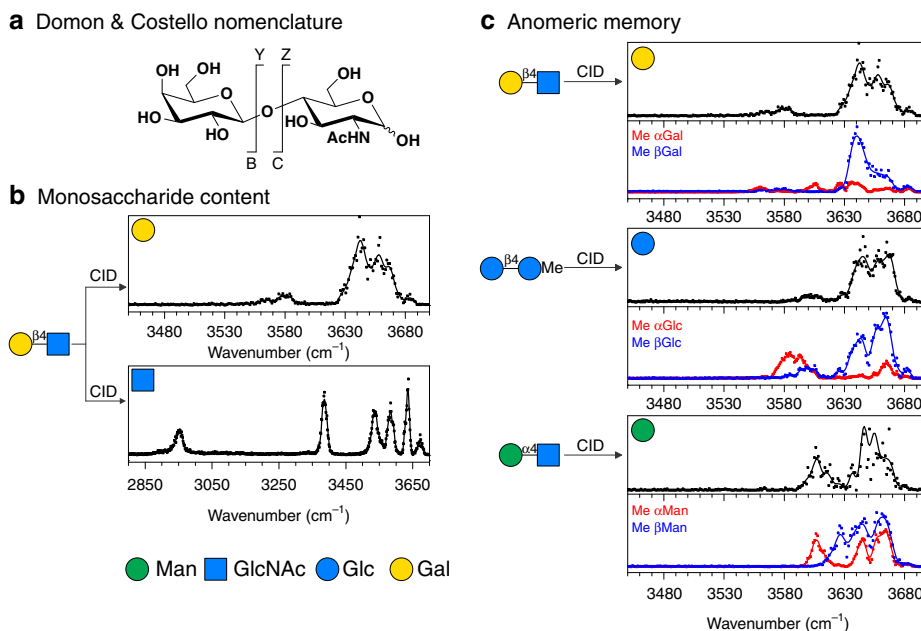 a Domon & Costello nomenclature
Y Z
OH OH
HO O
OH
O
OH
O
HO
AcHN OH
B C
b Monosaccharide content
β4
CID
3480 3530 3580 3630 3680
Wavenumber (cm−1)
CID
2850 3050 3250 3450 3650
Wavenumber (cm−1)
Man GlcNAc Glc Gal
c Anomeric memory
β4 CID
Me αGal
Me βGal
3480 3530 3580 3630 3680
β4 Me CID
Me αGlc
Me βGlc
3480 3530 3580 3630 3680
α4 CID
Me αMan
Me βMan
3480 3530 3580 3630 3680
Wavenumber (cm−1)